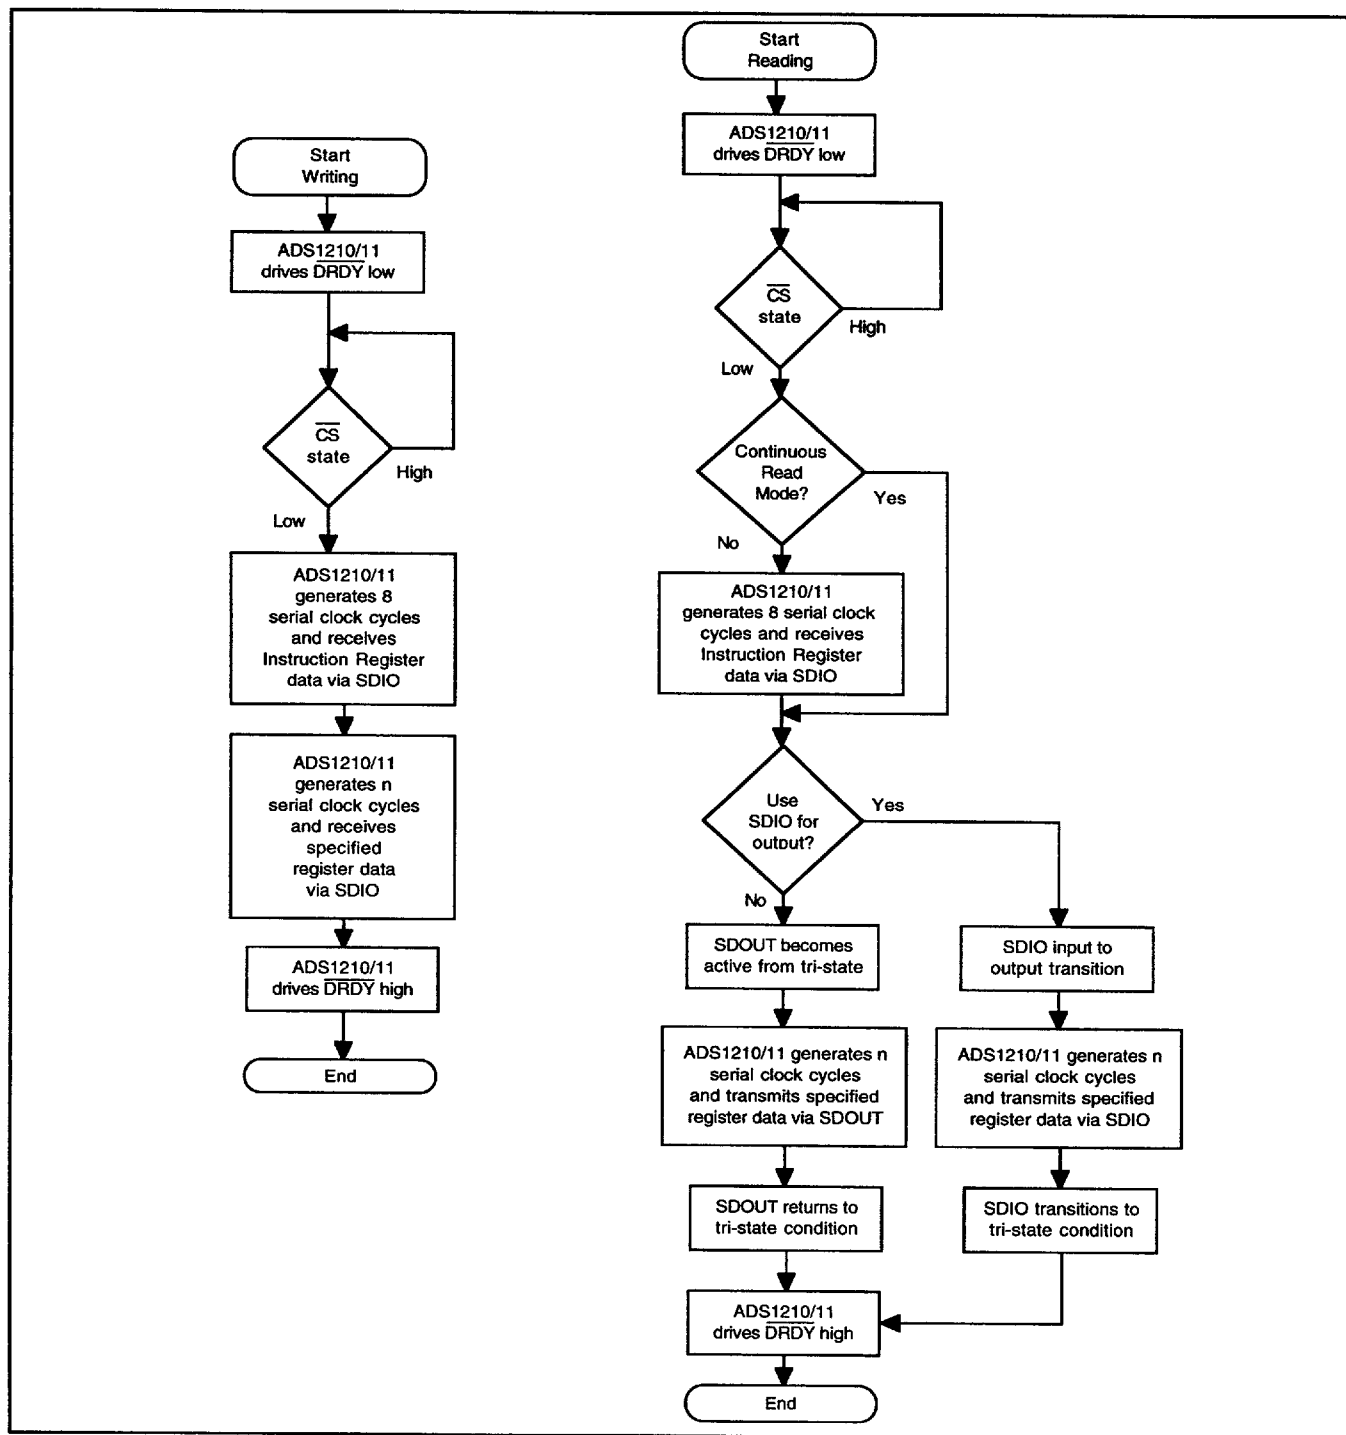 Start
Writing
ADS1210/11
drives DRDY low
CS
state
High
Low
ADS1210/11
generates 8
serial clock cycles
and receives
Instruction Register
data via SDIO
ADS1210/11
generates n
serial clock cycles
and receives
specified
register data
via SDIO
ADS1210/11
drives DRDY high
End
Start
Reading
ADS1210/11
drives DRDY low
CS
state
High
Low
Continuous
Read
Mode?
Yes
No
ADS1210/11
generates 8 serial clock
cycles and receives
Instruction Register
data via SDIO
Use
SDIO for
output?
Yes
No
SDOUT becomes
active from tri-state
ADS1210/11 generates n
serial clock cycles
and transmits specified
register data via SDOUT
SDOUT returns to
tri-state condition
SDIO input to
output transition
ADS1210/11 generates n
serial clock cycles
and transmits specified
register data via SDIO
SDIO transitions to
tri-state condition
ADS1210/11
drives DRDY high
End